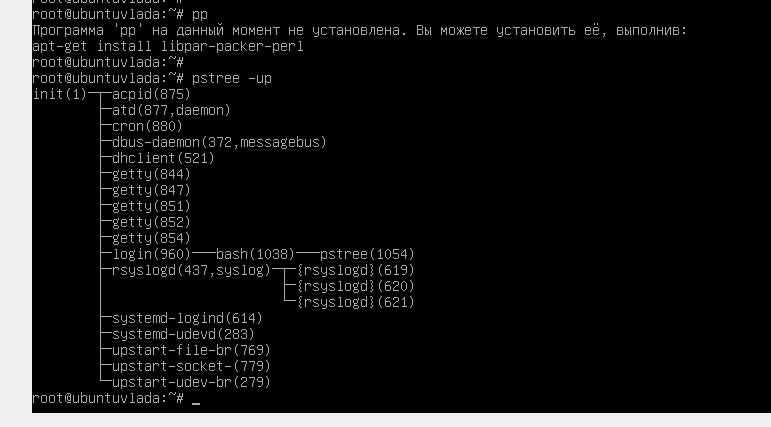 root@ubuntuvlada:~#
root@ubuntuvlada:~# pp
Программа 'pp' на данный момент не установлена. Вы можете установить её, выполнив:
apt-get install libpar-packer-perl
root@ubuntuvlada:~#
root@ubuntuvlada:~# pstree -up
init(1)─┬─acpid(875)
        ├─atd(877,daemon)
        ├─cron(880)
        ├─dbus-daemon(372,messagebus)
        ├─dhclient(521)
        ├─getty(844)
        ├─getty(847)
        ├─getty(851)
        ├─getty(852)
        ├─getty(854)
        ├─login(960)───bash(1038)───pstree(1054)
        ├─rsyslogd(437,syslog)─┬─{rsyslogd}(619)
        │                      ├─{rsyslogd}(620)
        │                      └─{rsyslogd}(621)
        ├─systemd-logind(614)
        ├─systemd-udevd(283)
        ├─upstart-file-br(769)
        ├─upstart-socket-(779)
        └─upstart-udev-br(279)
root@ubuntuvlada:~# _